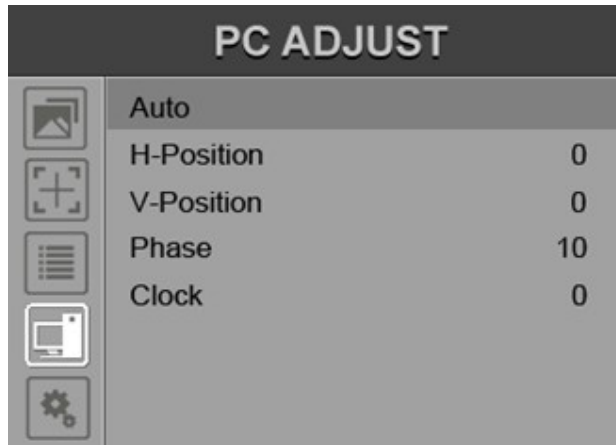 PC ADJUST
Auto
H-Position 0
V-Position 0
Phase 10
Clock 0